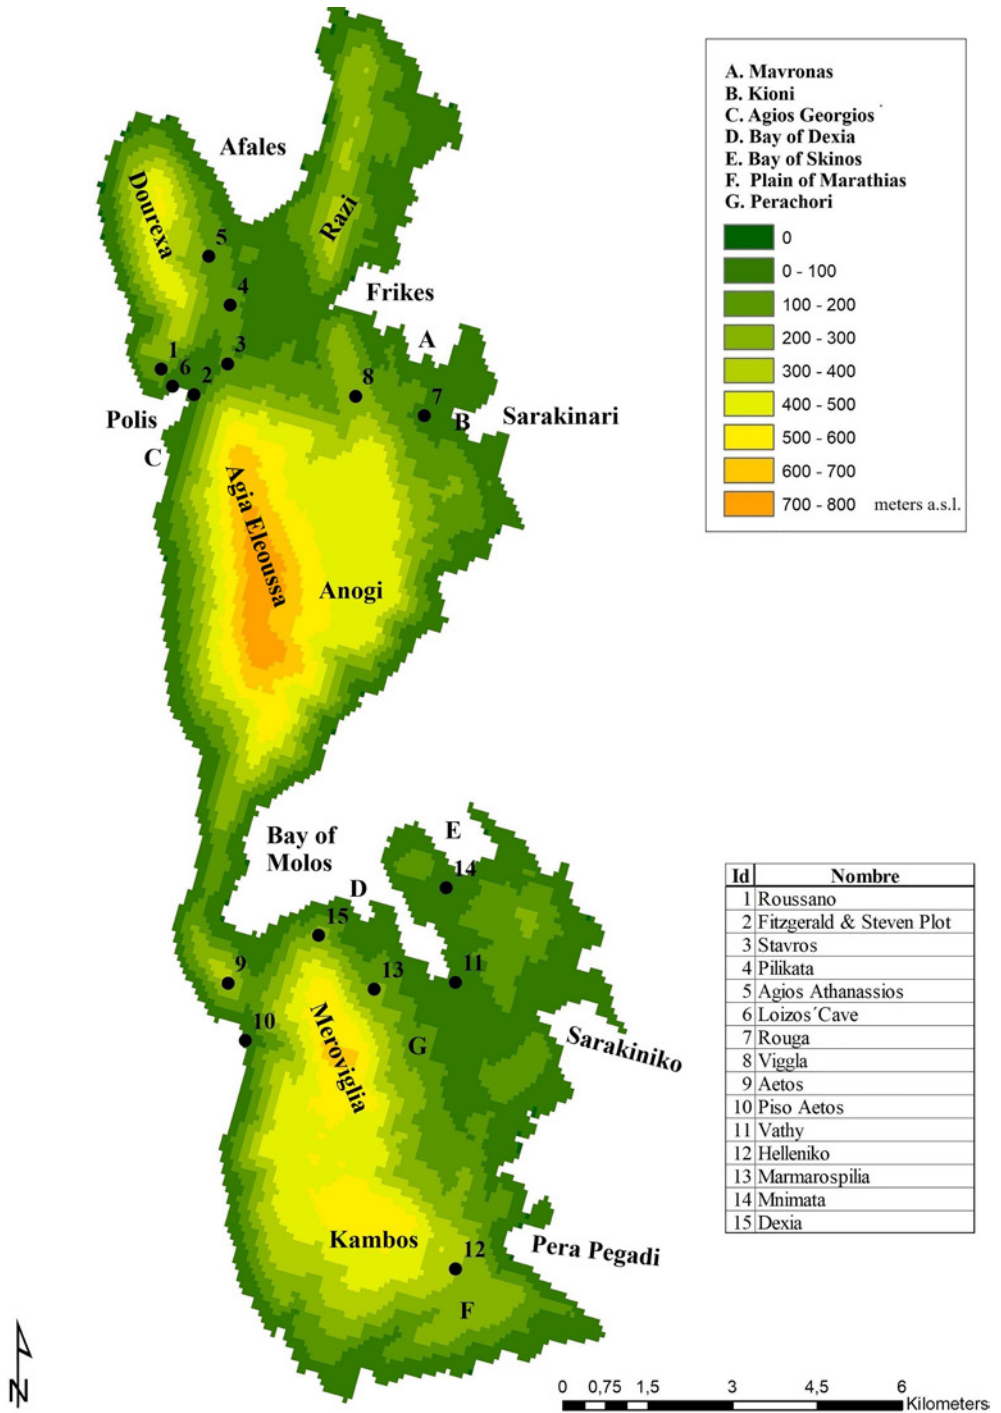 A. Mavronas
B. Kioni
C. Agios Georgios
D. Bay of Dexia
E. Bay of Skinos
F. Plain of Marathias
G. Perachori
0
0 - 100
100 - 200
200 - 300
300 - 400
400 - 500
500 - 600
600 - 700
700 - 800 meters a.s.l.
Afales
Dourexa
Razi
5
4
Frikes
A
3
1
6
2
8
7
Polis
B
Sarakinari
C
Agia Eleoussa
Anogi
Bay of
Molos
E
14
D
15
9
13
11
10
Meroviglia
G
Sarakiniko
Kambos
12
Pera Pegadi
F
Id Nombre
1 Roussano
2 Fitzgerald & Steven Plot
3 Stavros
4 Pilikata
5 Agios Athanassios
6 Loizos´Cave
7 Rouga
8 Viggla
9 Aetos
10 Piso Aetos
11 Vathy
12 Helleniko
13 Marmarospilia
14 Mnimata
15 Dexia
N
0 0,75 1,5 3 4,5 6
Kilometers